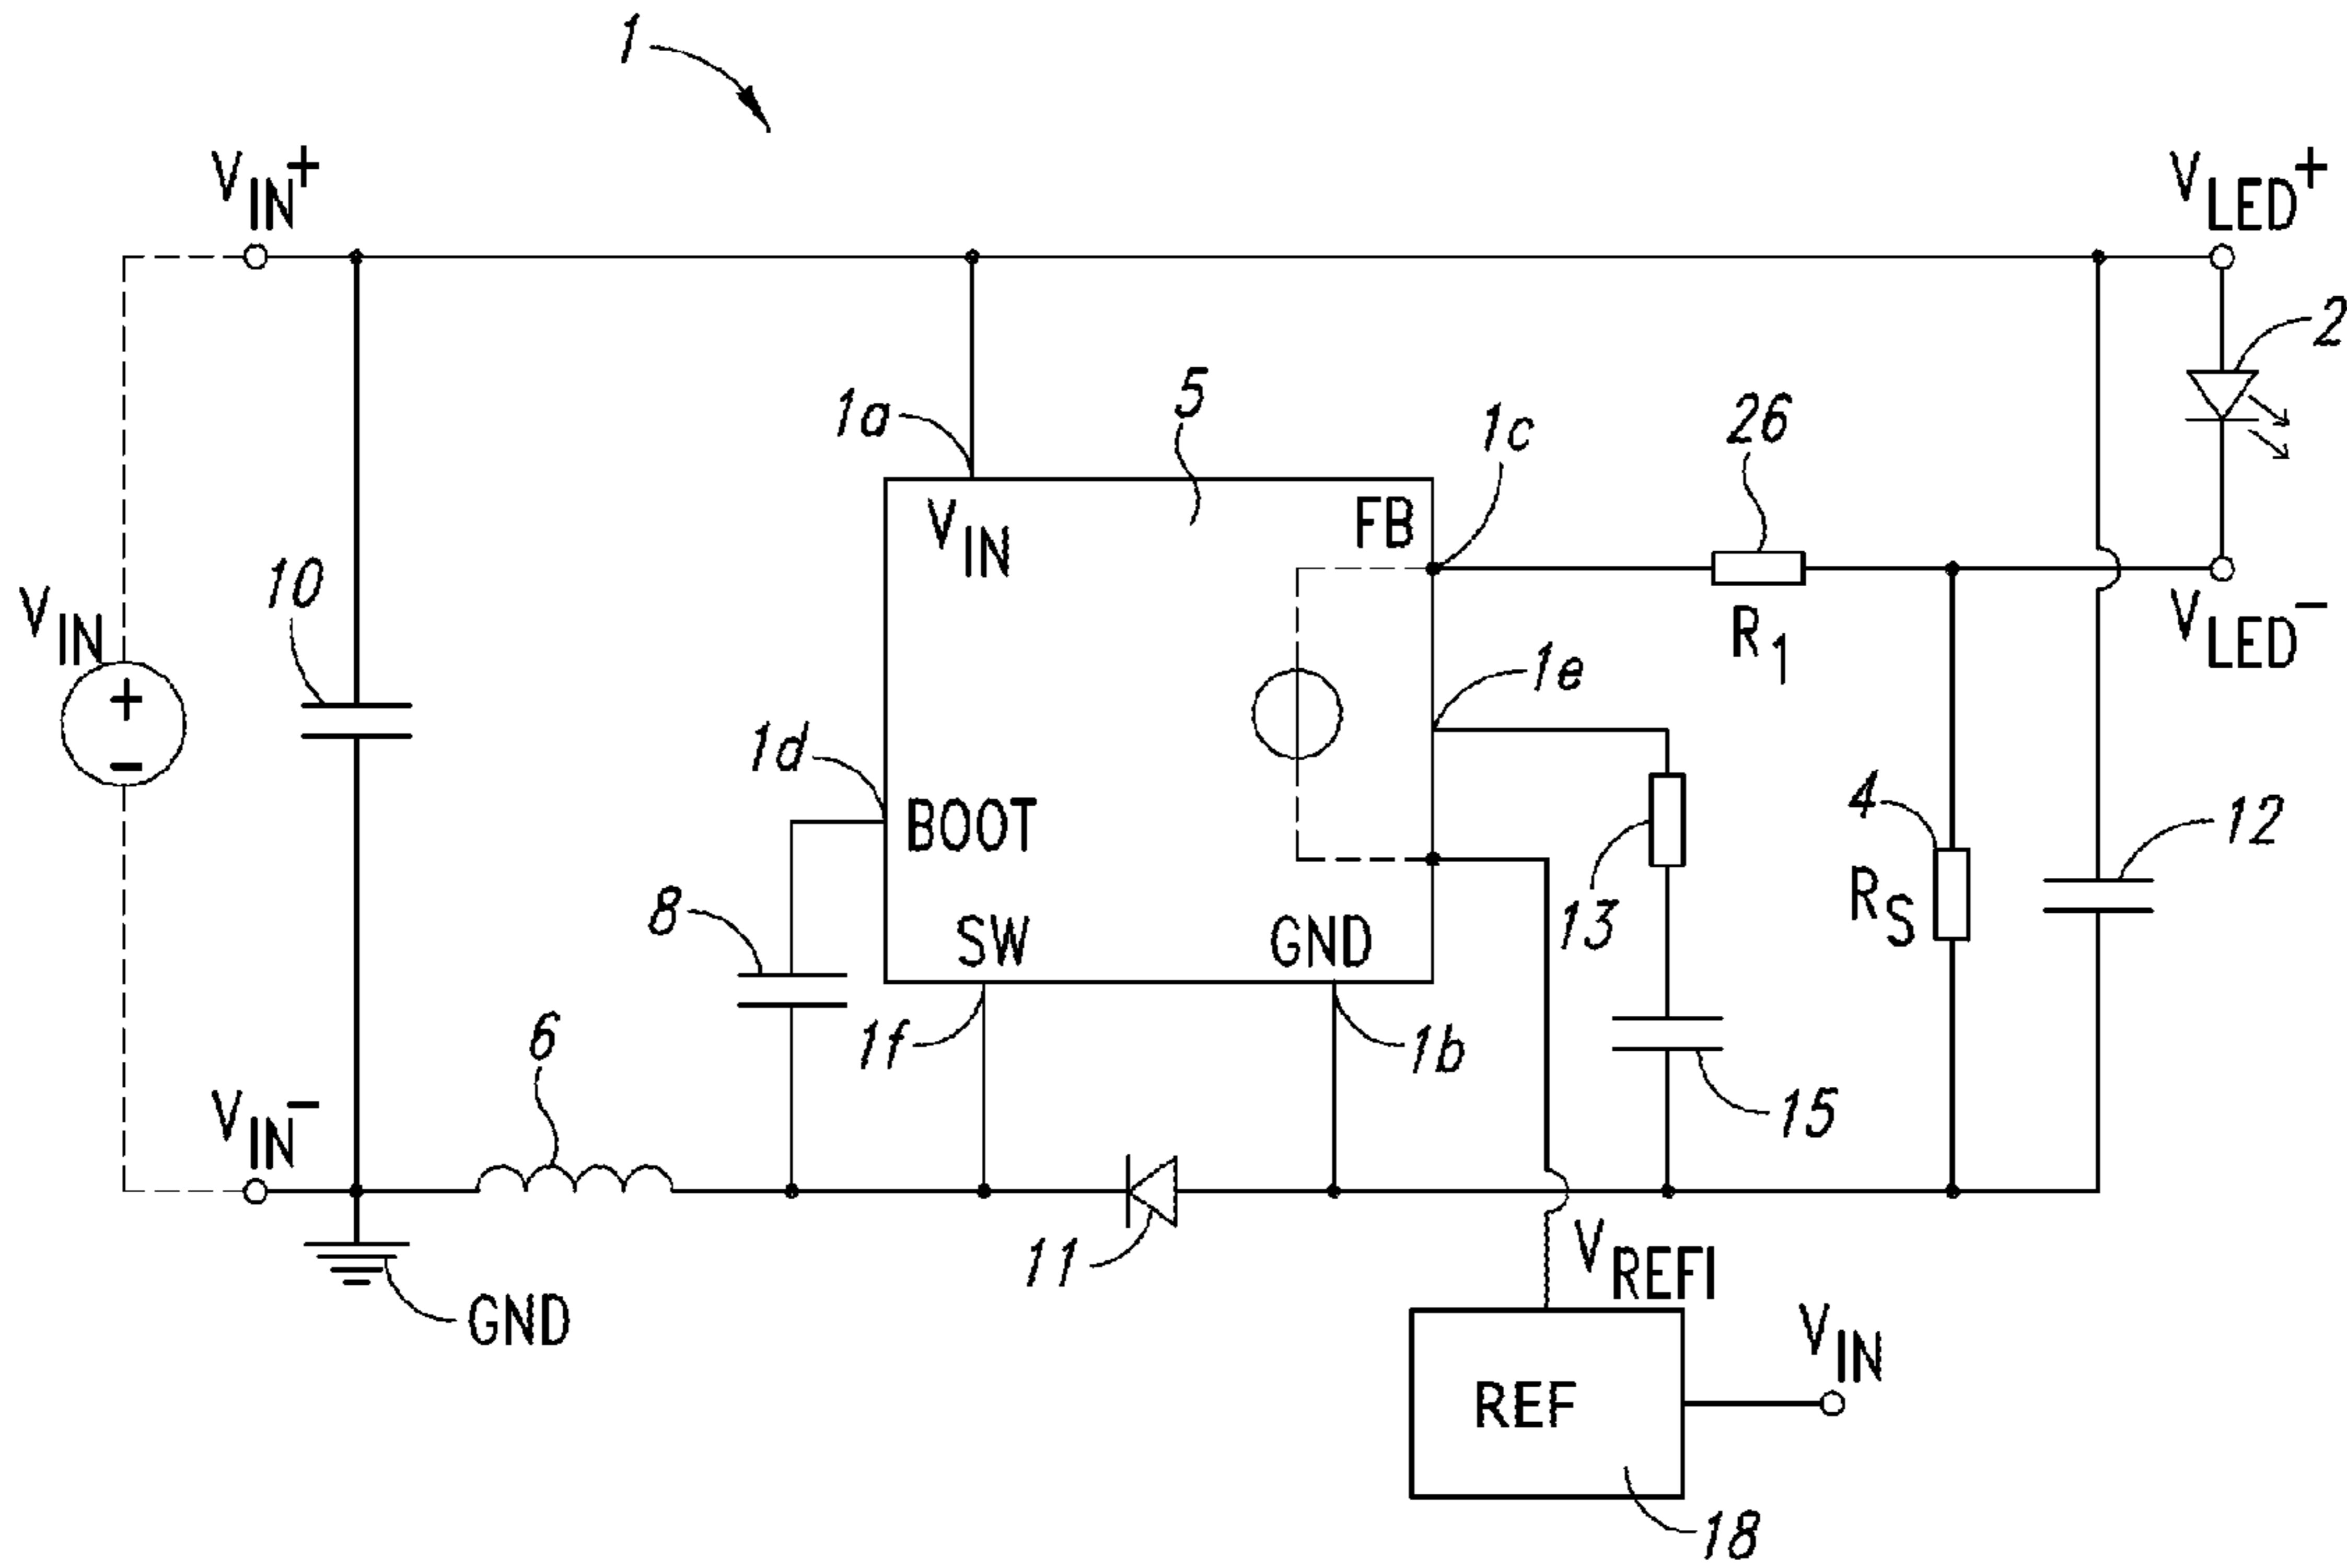 1
VIN+
VLED+
2
1a
5
1c
26
VIN
FB
10
VIN
R1
VLED-
1e
+
-
1d
4
12
BOOT
8
13
RS
SW
GND
1f
1b
6
15
VIN-
11
VREF1
GND
VIN
REF
18